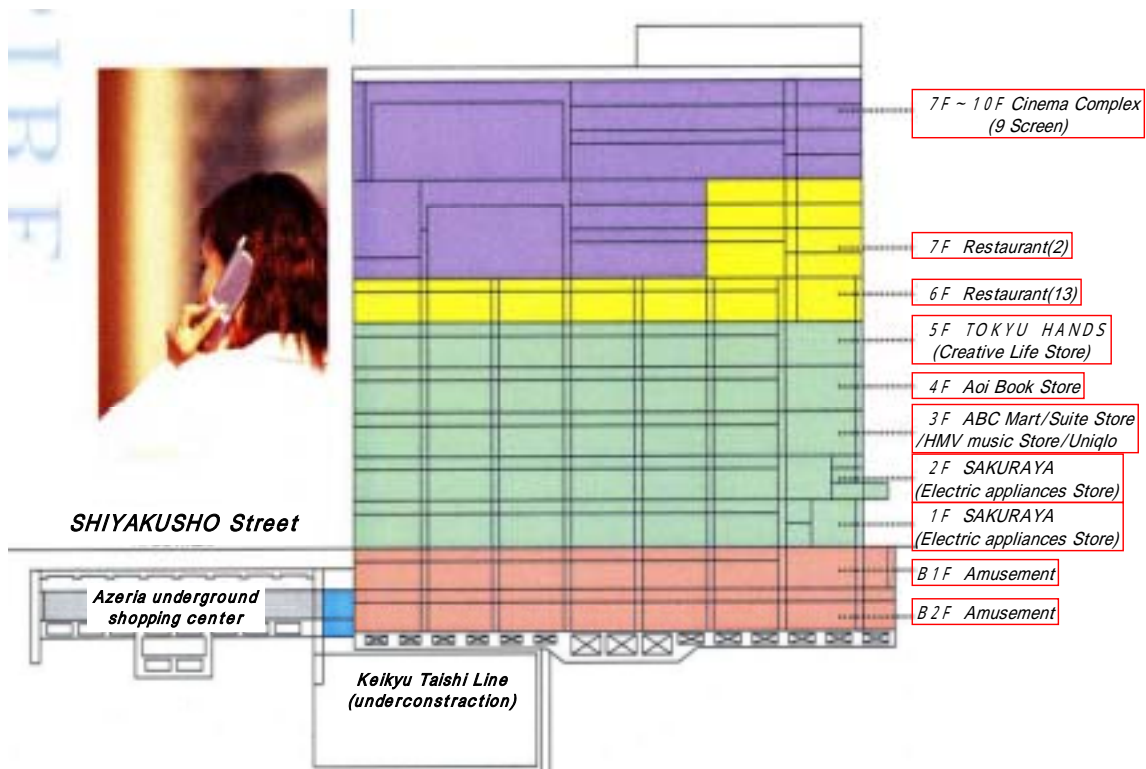 IRE
7F ~ 10F Cinema Complex
(9 Screen)
7F Restaurant(2)
6F Restaurant(13)
5F TOKYU HANDS
(Creative Life Store)
4F Aoi Book Store
3F ABC Mart/Suite Store
/HMV music Store/Uniqlo
2F SAKURAYA
(Electric appliances Store)
SHIYAKUSHO Street
1F SAKURAYA
(Electric appliances Store)
B1F Amusement
Azeria underground
shopping center
B2F Amusement
Keikyu Taishi Line
(underconstraction)